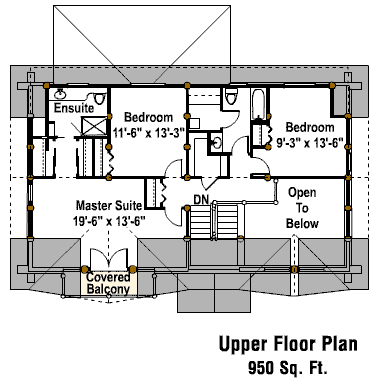 Ensuite
Bedroom
11'-6" x 13'-3"
Bedroom
9'-3" x 13'-6"
Master Suite
19'-6" x 13'-6"
DN
Open
To
Below
Covered
Balcony
Upper Floor Plan
950 Sq. Ft.